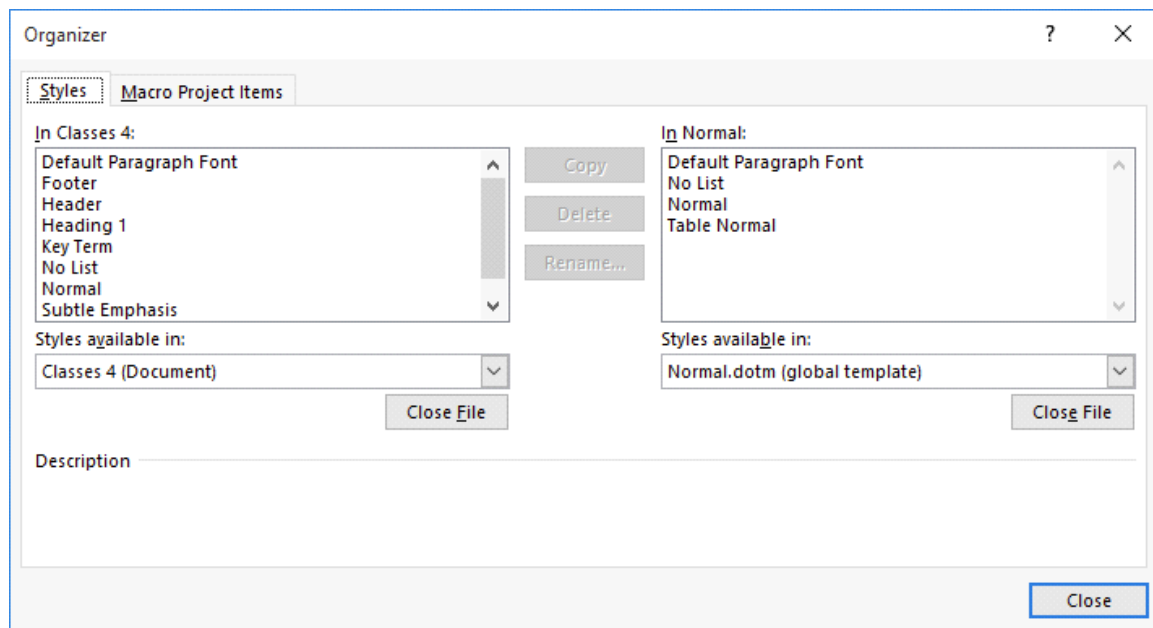 Organizer ?
Styles Macro Project Items
In Classes 4:
Default Paragraph Font
Footer
Header
Heading 1
Key Term
No List
Normal
Subtle Emphasis
Styles available in:
Classes 4 (Document)
Close File
Copy
Delete
Rename...
In Normal:
Default Paragraph Font
No List
Normal
Table Normal
Styles available in:
Normal.dotm (global template)
Close File
Description
Close